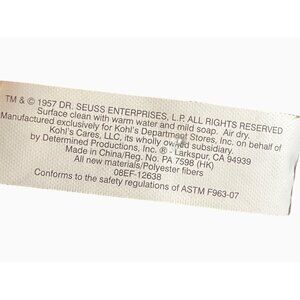 TM & © 1957 DR. SEUSS ENTERPRISES, L.P. ALL RIGHTS RESERVED
Surface clean with warm water and mild soap. Air dry.
Manufactured exclusively for Kohl's Department Stores, Inc. on behalf of
Kohl's Cares, LLC, its wholly owned subsidiary.
by Determined Productions, Inc. ® - Larkspur, CA 94939
Made in China/Reg. No. PA 7598 (HK)
All new materials/Polyester fibers
08EF-12638
Conforms to the safety regulations of ASTM F963-07